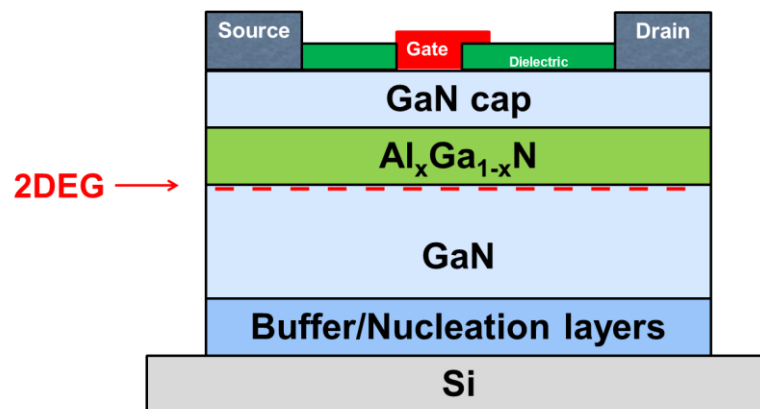 Source
Gate
Drain
Dielectric
GaN cap
AlₓGa₁₋ₓN
2DEG
GaN
Buffer/Nucleation layers
Si